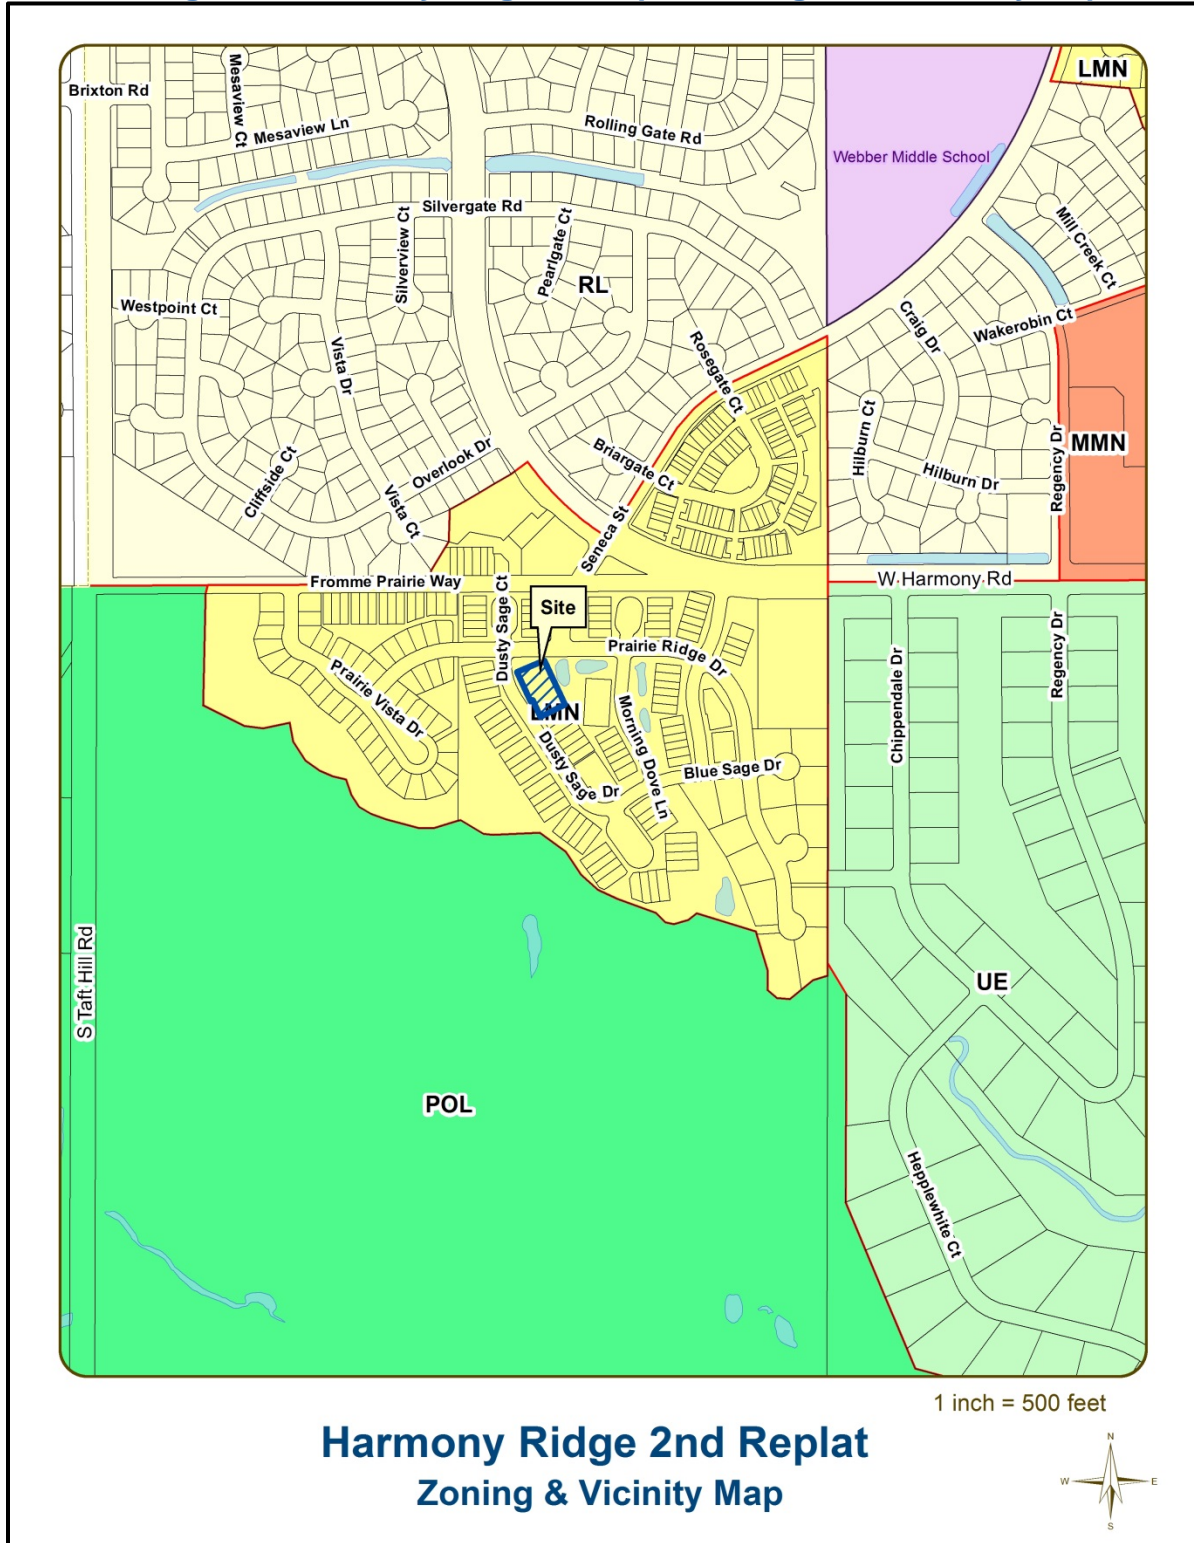 LMN
Brixton Rd
Mesaview Ct
Mesaview Ln
Rolling Gate Rd
Webber Middle School
Silvergate Rd
Silverview Ct
Pearlgate Ct
Mill Creek Ct
RL
Westpoint Ct
Vista Dr
Rosegate Ct
Craig Dr
Wakerobin Ct
Cliffside Ct
Overlook Dr
Vista Ct
Briargate Ct
Seneca St
Hilburn Ct
Hilburn Dr
Regency Dr
MMN
Fromme Prairie Way
W Harmony Rd
Dusty Sage Ct
Site
Prairie Ridge Dr
Prairie Vista Dr
LMN
Dusty Sage Dr
Morning Dove Ln
Blue Sage Dr
Chippendale Dr
Regency Dr
S Taft Hill Rd
UE
POL
Hepplewhite Ct
1 inch = 500 feet
Harmony Ridge 2nd Replat
Zoning & Vicinity Map
N
W
E
S